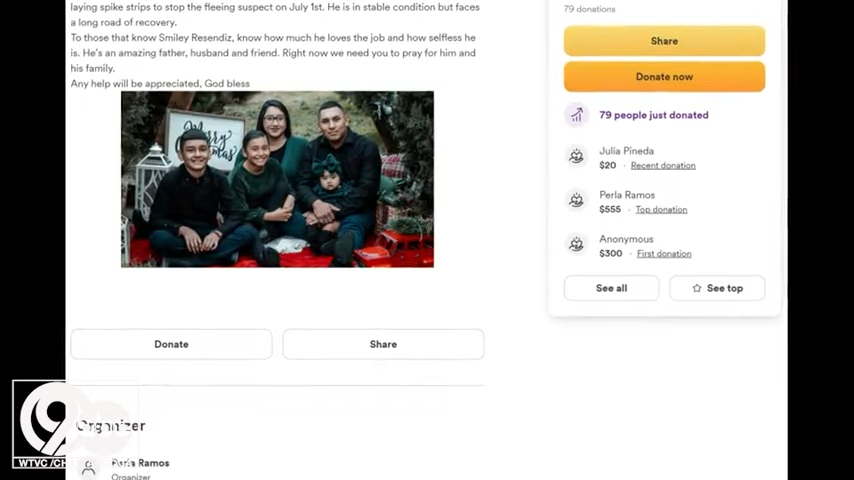 laying spike strips to stop the fleeing suspect on July 1st. He is in stable condition but faces
a long road of recovery.
To those that know Smiley Resendiz, know how much he loves the job and how selfless he
is. He's an amazing father, husband and friend. Right now we need you to pray for him and
his family.
Any help will be appreciated, God bless
Merry
Christmas
Donate
Share
Organizer
Perla Ramos
Organizer
79 donations
Share
Donate now
79 people just donated
Julia Pineda
$20 · Recent donation
Perla Ramos
$555 · Top donation
Anonymous
$300 · First donation
See all
See top
9